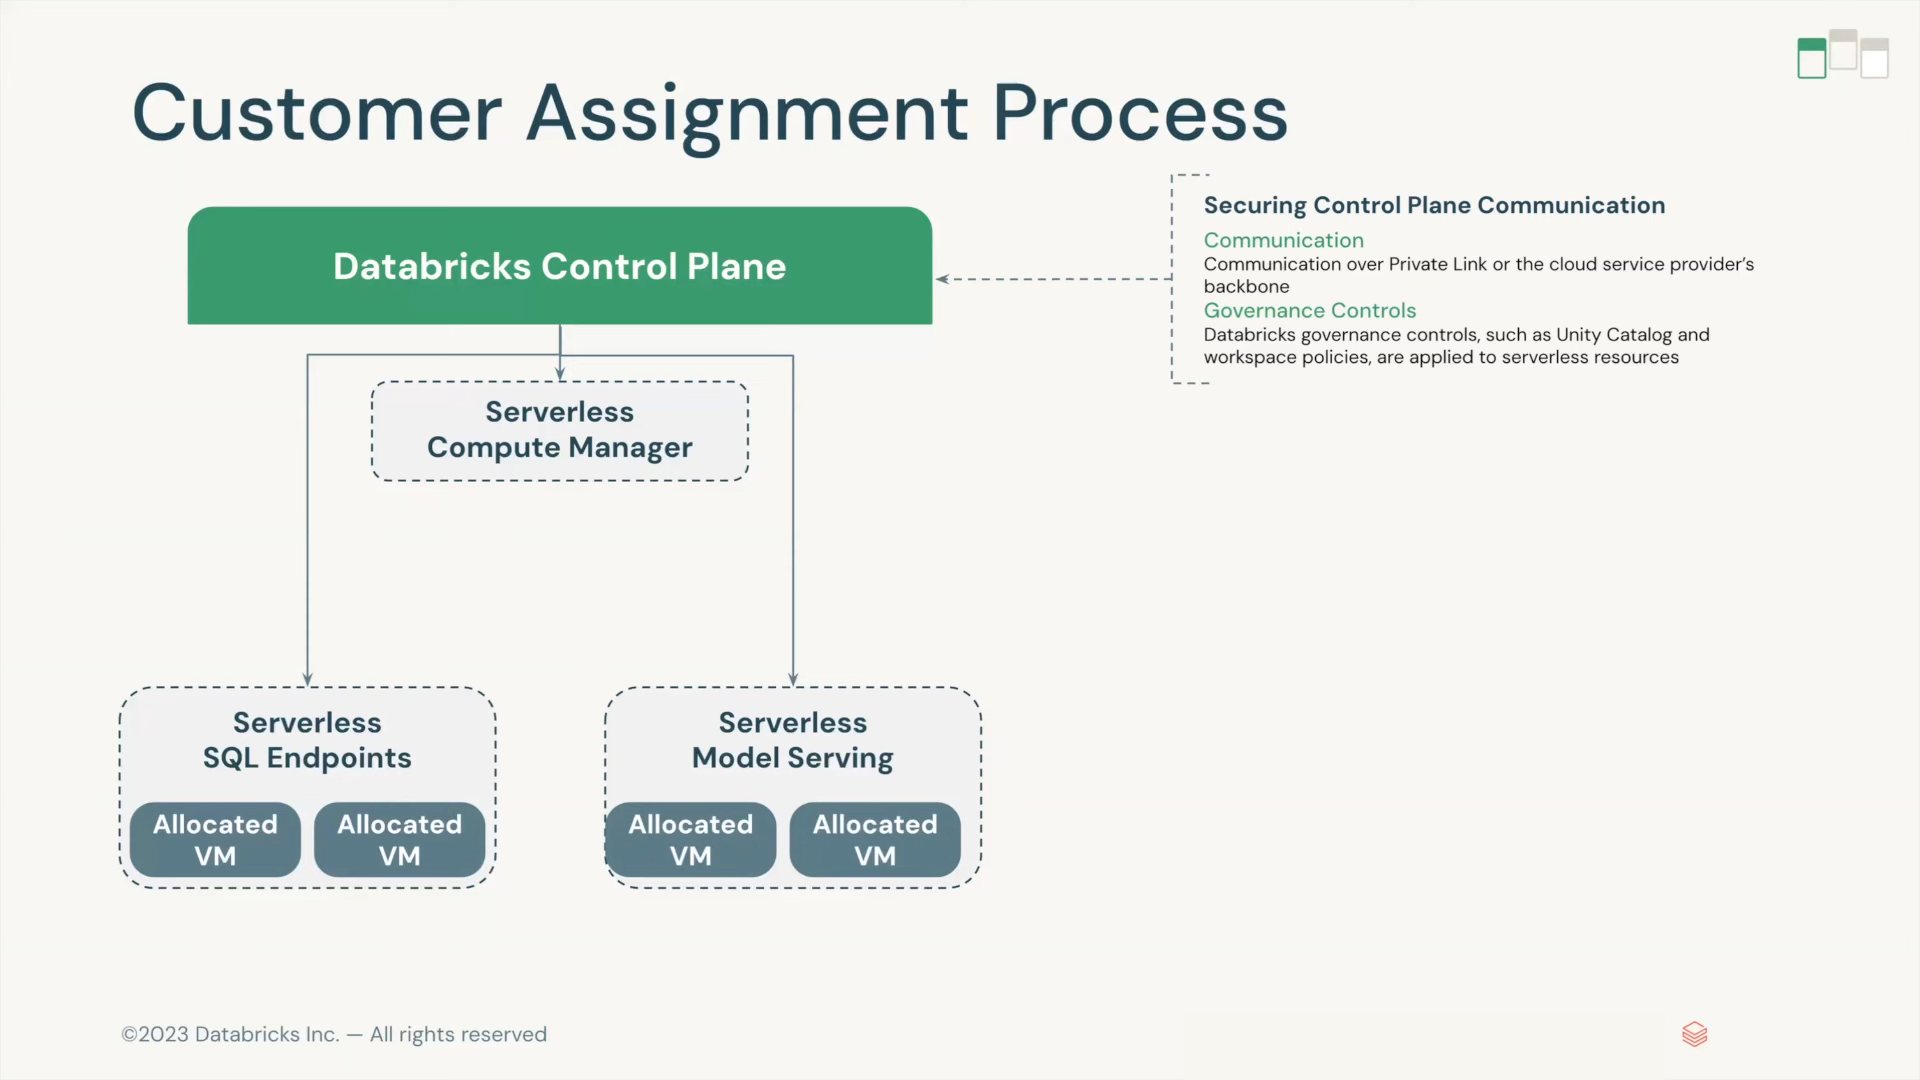 Customer Assignment Process
Databricks Control Plane
Securing Control Plane Communication
Communication
Communication over Private Link or the cloud service provider’s
backbone
Governance Controls
Databricks governance controls, such as Unity Catalog and
workspace policies, are applied to serverless resources
Serverless
Compute Manager
Serverless
SQL Endpoints
Allocated
VM
Allocated
VM
Serverless
Model Serving
Allocated
VM
Allocated
VM
©2023 Databricks Inc. — All rights reserved